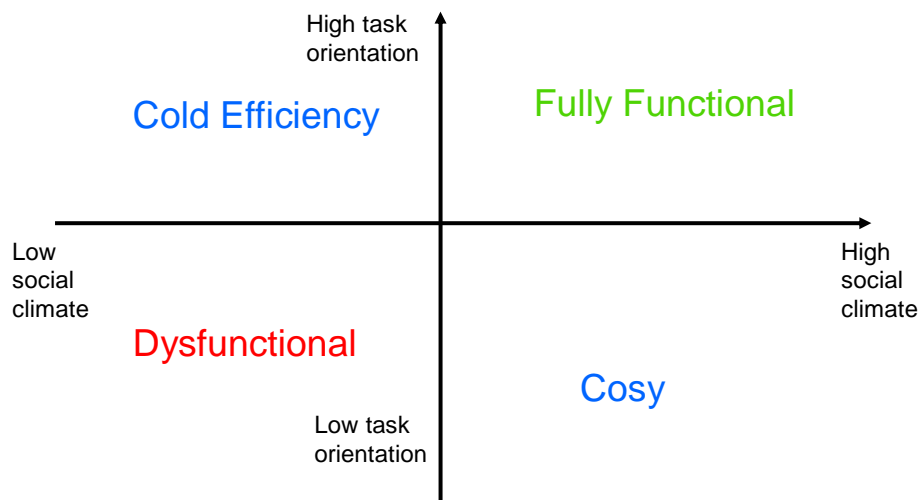 High task
orientation
Cold Efficiency
Fully Functional
Low
social
climate
High
social
climate
Dysfunctional
Cosy
Low task
orientation